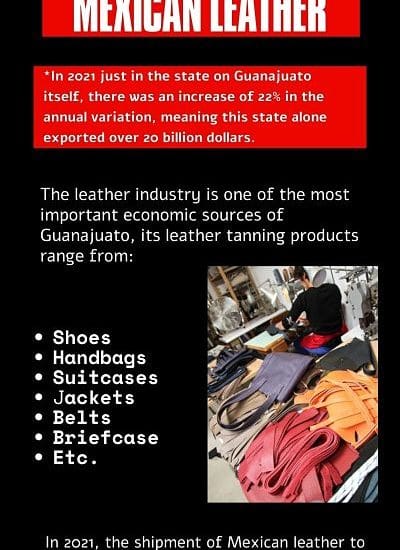 MEXICAN LEATHER
*In 2021 just in the state on Guanajuato
itself, there was an increase of 22% in the
annual variation, meaning this state alone
exported over 20 billion dollars.
The leather industry is one of the most
important economic sources of
Guanajuato, its leather tanning products
range from:
• Shoes
• Handbags
• Suitcases
• Jackets
• Belts
• Briefcase
• Etc.
In 2021, the shipment of Mexican leather to